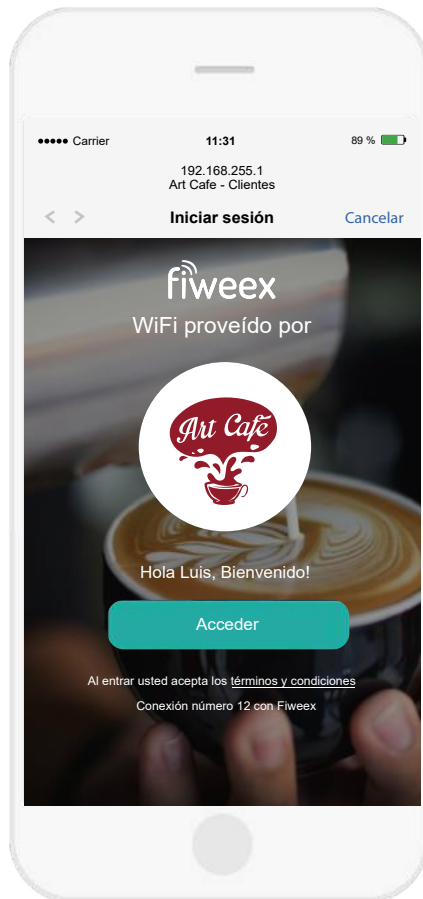 Carrier
11:31
89 %
192.168.255.1
Art Cafe - Clientes
Iniciar sesión
Cancelar
fiweex
WiFi proveído por
Art Cafe
Hola Luis, Bienvenido!
Acceder
Al entrar usted acepta los términos y condiciones
Conexión número 12 con Fiweex